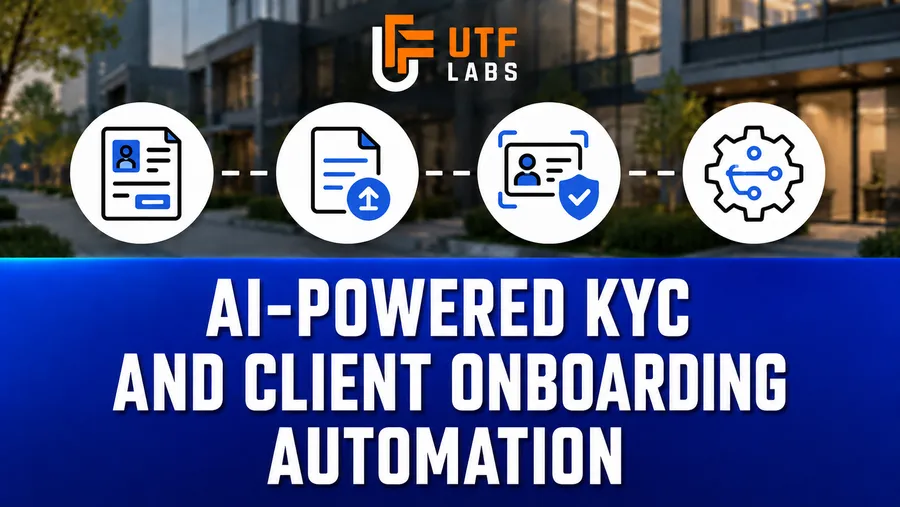 UTF
LABS
AI-POWERED KYC
AND CLIENT ONBOARDING
AUTOMATION